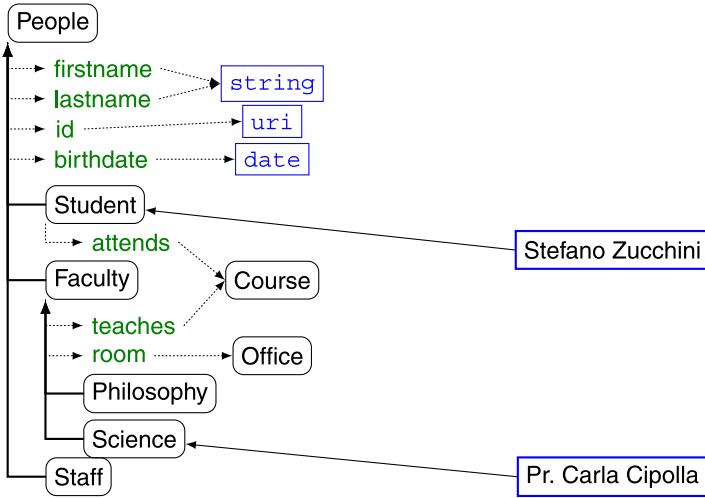 People
firstname
string
lastname
id
uri
birthdate
date
Student
attends
Stefano Zucchini
Faculty
Course
teaches
room
Office
Philosophy
Science
Staff
Pr. Carla Cipolla